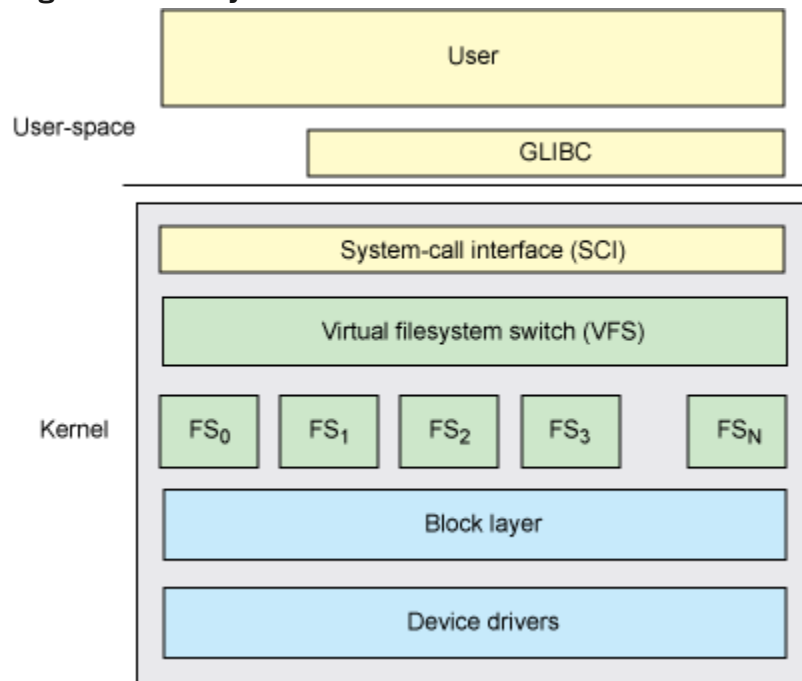 User
User-space
GLIBC
System-call interface (SCI)
Virtual filesystem switch (VFS)
Kernel
FS0 FS1 FS2 FS3 FSN
Block layer
Device drivers